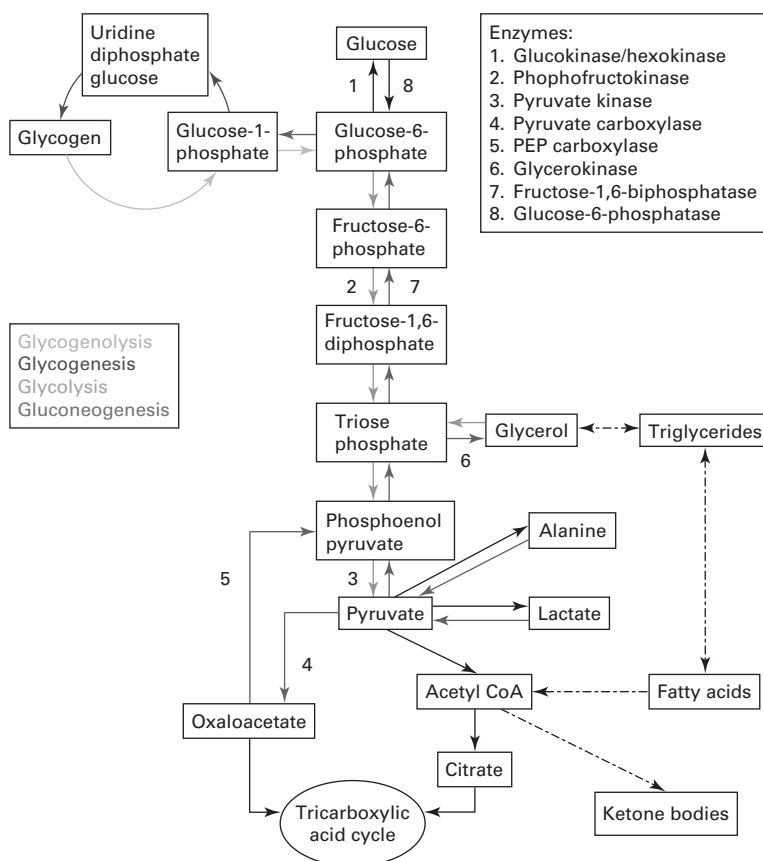 Uridine
diphosphate
glucose
Glucose
1
8
Enzymes:
1. Glucokinase/hexokinase
2. Phophofructokinase
3. Pyruvate kinase
4. Pyruvate carboxylase
5. PEP carboxylase
6. Glycerokinase
7. Fructose-1,6-biphosphatase
8. Glucose-6-phosphatase
Glycogen
Glucose-1-
phosphate
Glucose-6-
phosphate
Fructose-6-
phosphate
2
7
Fructose-1,6-
diphosphate
Glycogenolysis
Glycogenesis
Glycolysis
Gluconeogenesis
Triose
phosphate
6
Glycerol
Triglycerides
Phosphoenol
pyruvate
Alanine
5
3
Pyruvate
Lactate
4
Oxaloacetate
Acetyl CoA
Fatty acids
Citrate
Tricarboxylic
acid cycle
Ketone bodies